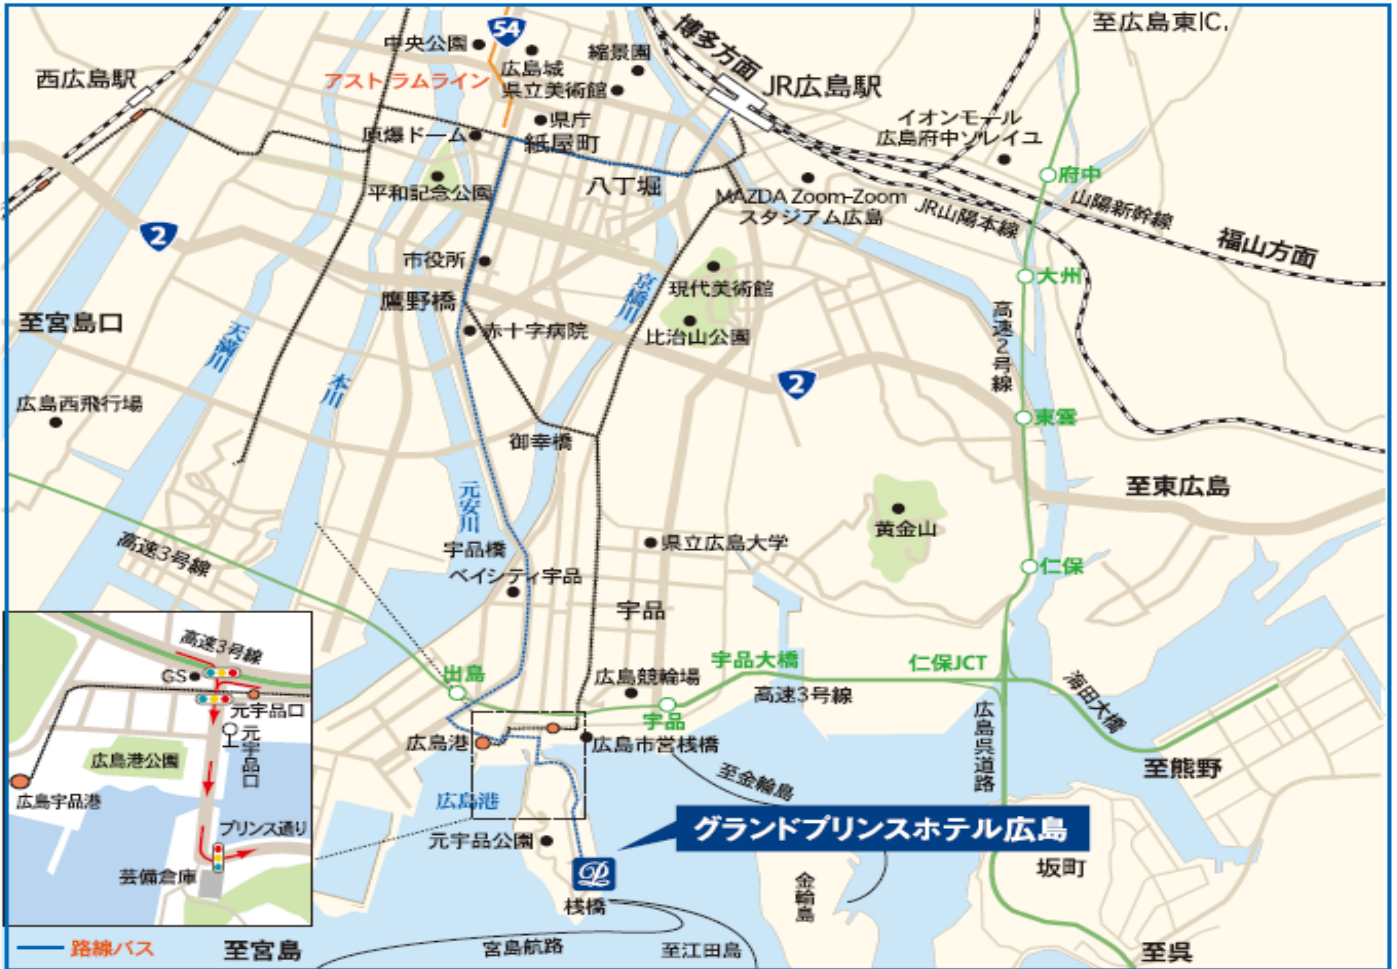 54
中央公園
広島城
縮景園
博多方面
至広島東IC.
西広島駅
アストラムライン
県立美術館
JR広島駅
県庁
イオンモール
広島府中ソレイユ
原爆ドーム
紙屋町
府中
平和記念公園
八丁堀
MAZDA Zoom-Zoom
スタジアム広島
JR山陽本線
山陽新幹線
福山方面
2
市役所
京橋川
現代美術館
大州
鷹野橋
至宮島口
天満川
赤十字病院
比治山公園
高速2号線
本川
2
広島西飛行場
東雲
御幸橋
至東広島
元安川
黄金山
高速3号線
宇品橋
県立広島大学
ベイシティ宇品
仁保
宇品
高速3号線
GS
元宇品口
元宇品口
広島港公園
広島宇品港
プリンス通り
芸備倉庫
出島
広島競輪場
宇品大橋
仁保JCT
海田大橋
高速3号線
宇品
広島港
広島市営桟橋
広島呉道路
至熊野
至金輪島
広島港
グランドプリンスホテル広島
元宇品公園
坂町
金輪島
桟橋
路線バス
至宮島
宮島航路
至江田島
至呉